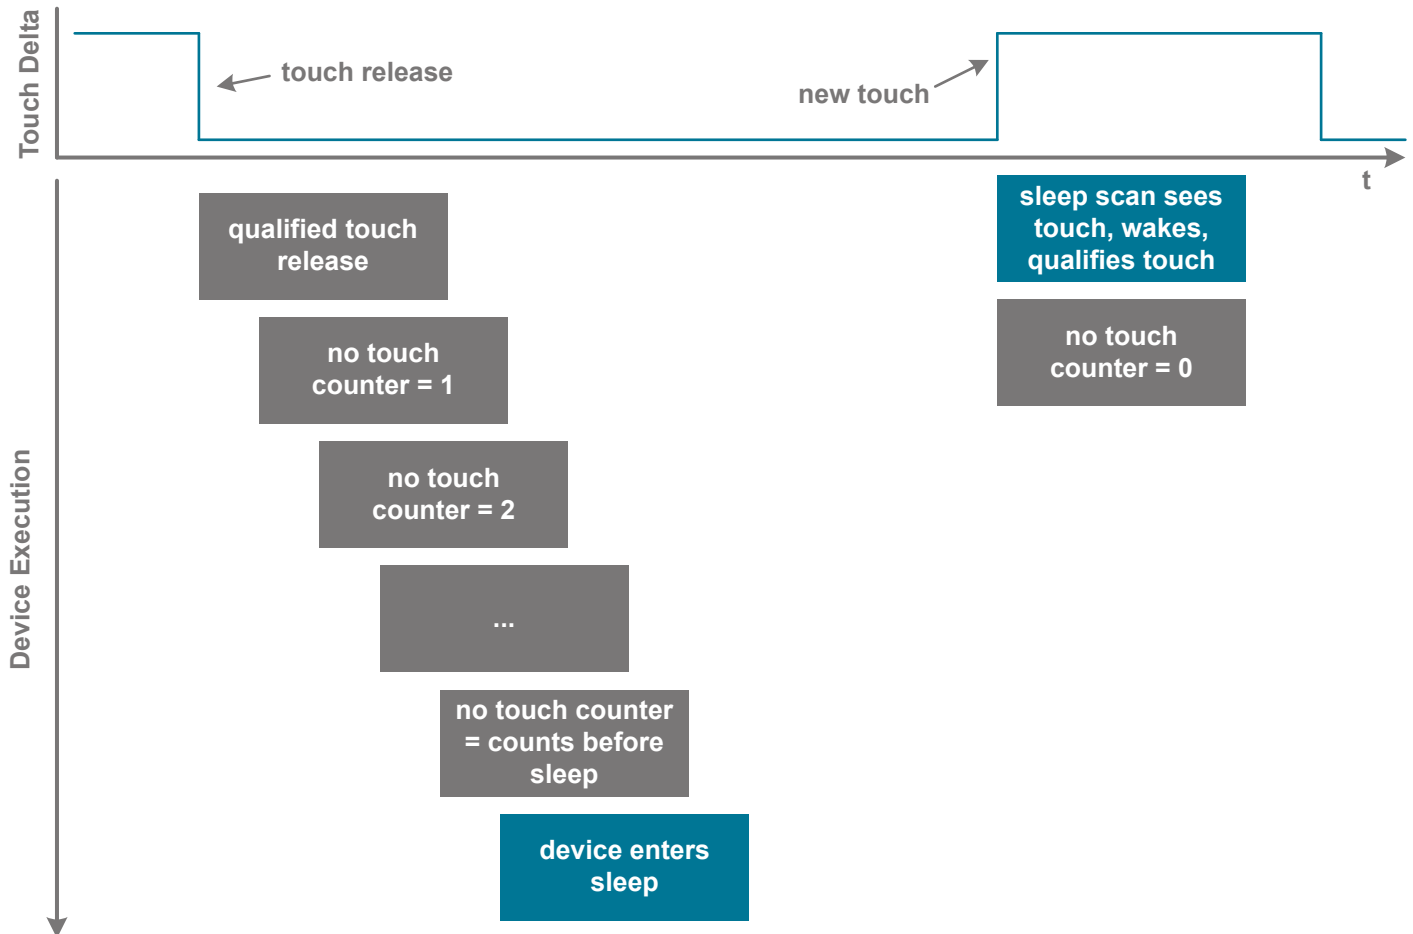 Touch Delta
touch release
new touch
t
Device Execution
qualified touch
release
no touch
counter = 1
no touch
counter = 2
...
no touch counter
= counts before
sleep
device enters
sleep
sleep scan sees
touch, wakes,
qualifies touch
no touch
counter = 0